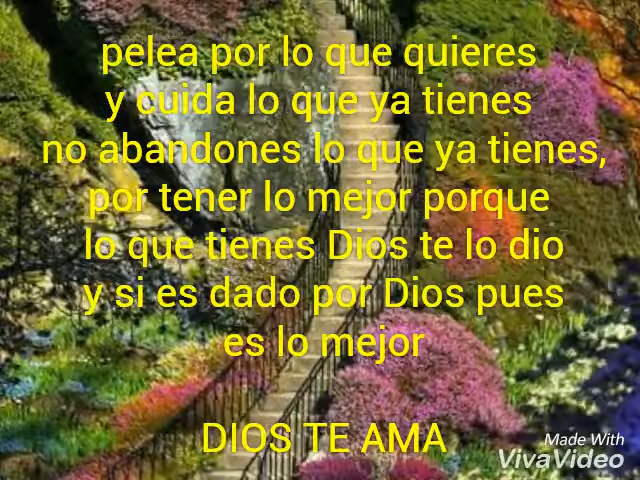 pelea por lo que quieres
y cuida lo que ya tienes
no abandones lo que ya tienes,
por tener lo mejor porque
lo que tienes Dios te lo dio
y si es dado por Dios pues
es lo mejor
DIOS TE AMA
Made With
VivaVideo